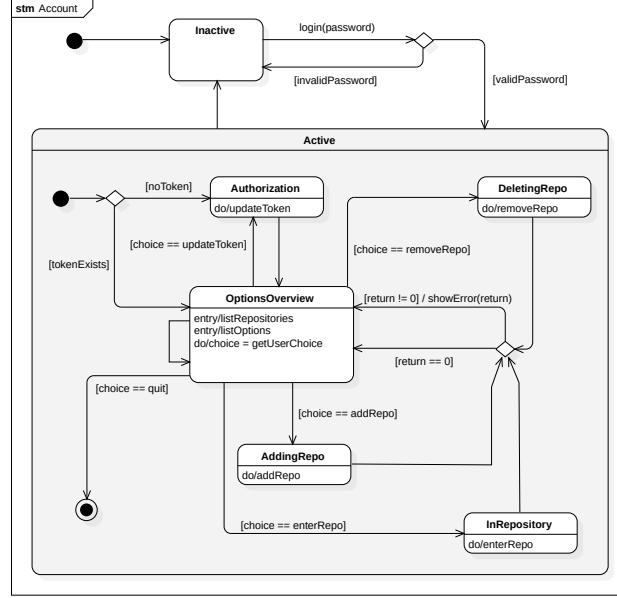 stm Account
Inactive
login(password)
[invalidPassword]
[validPassword]
Active
[noToken]
Authorization
do/updateToken
DeletingRepo
do/removeRepo
[choice == updateToken]
[choice == removeRepo]
[tokenExists]
OptionsOverview
entry/listRepositories
entry/listOptions
do/choice = getUserChoice
[return != 0] / showError(return)
[return == 0]
[choice == quit]
[choice == addRepo]
AddingRepo
do/addRepo
[choice == enterRepo]
InRepository
do/enterRepo